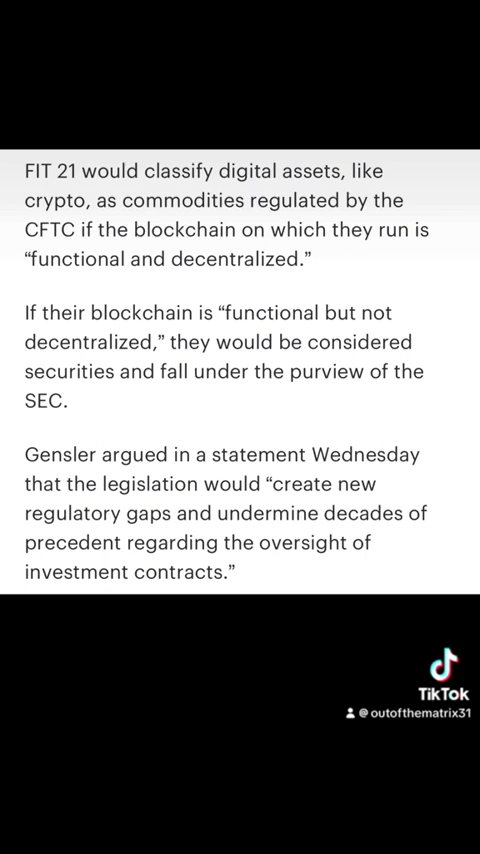 FIT 21 would classify digital assets, like
crypto, as commodities regulated by the
CFTC if the blockchain on which they run is
“functional and decentralized.”
If their blockchain is “functional but not
decentralized,” they would be considered
securities and fall under the purview of the
SEC.
Gensler argued in a statement Wednesday
that the legislation would “create new
regulatory gaps and undermine decades of
precedent regarding the oversight of
investment contracts.”
TikTok
@outofthematrix31